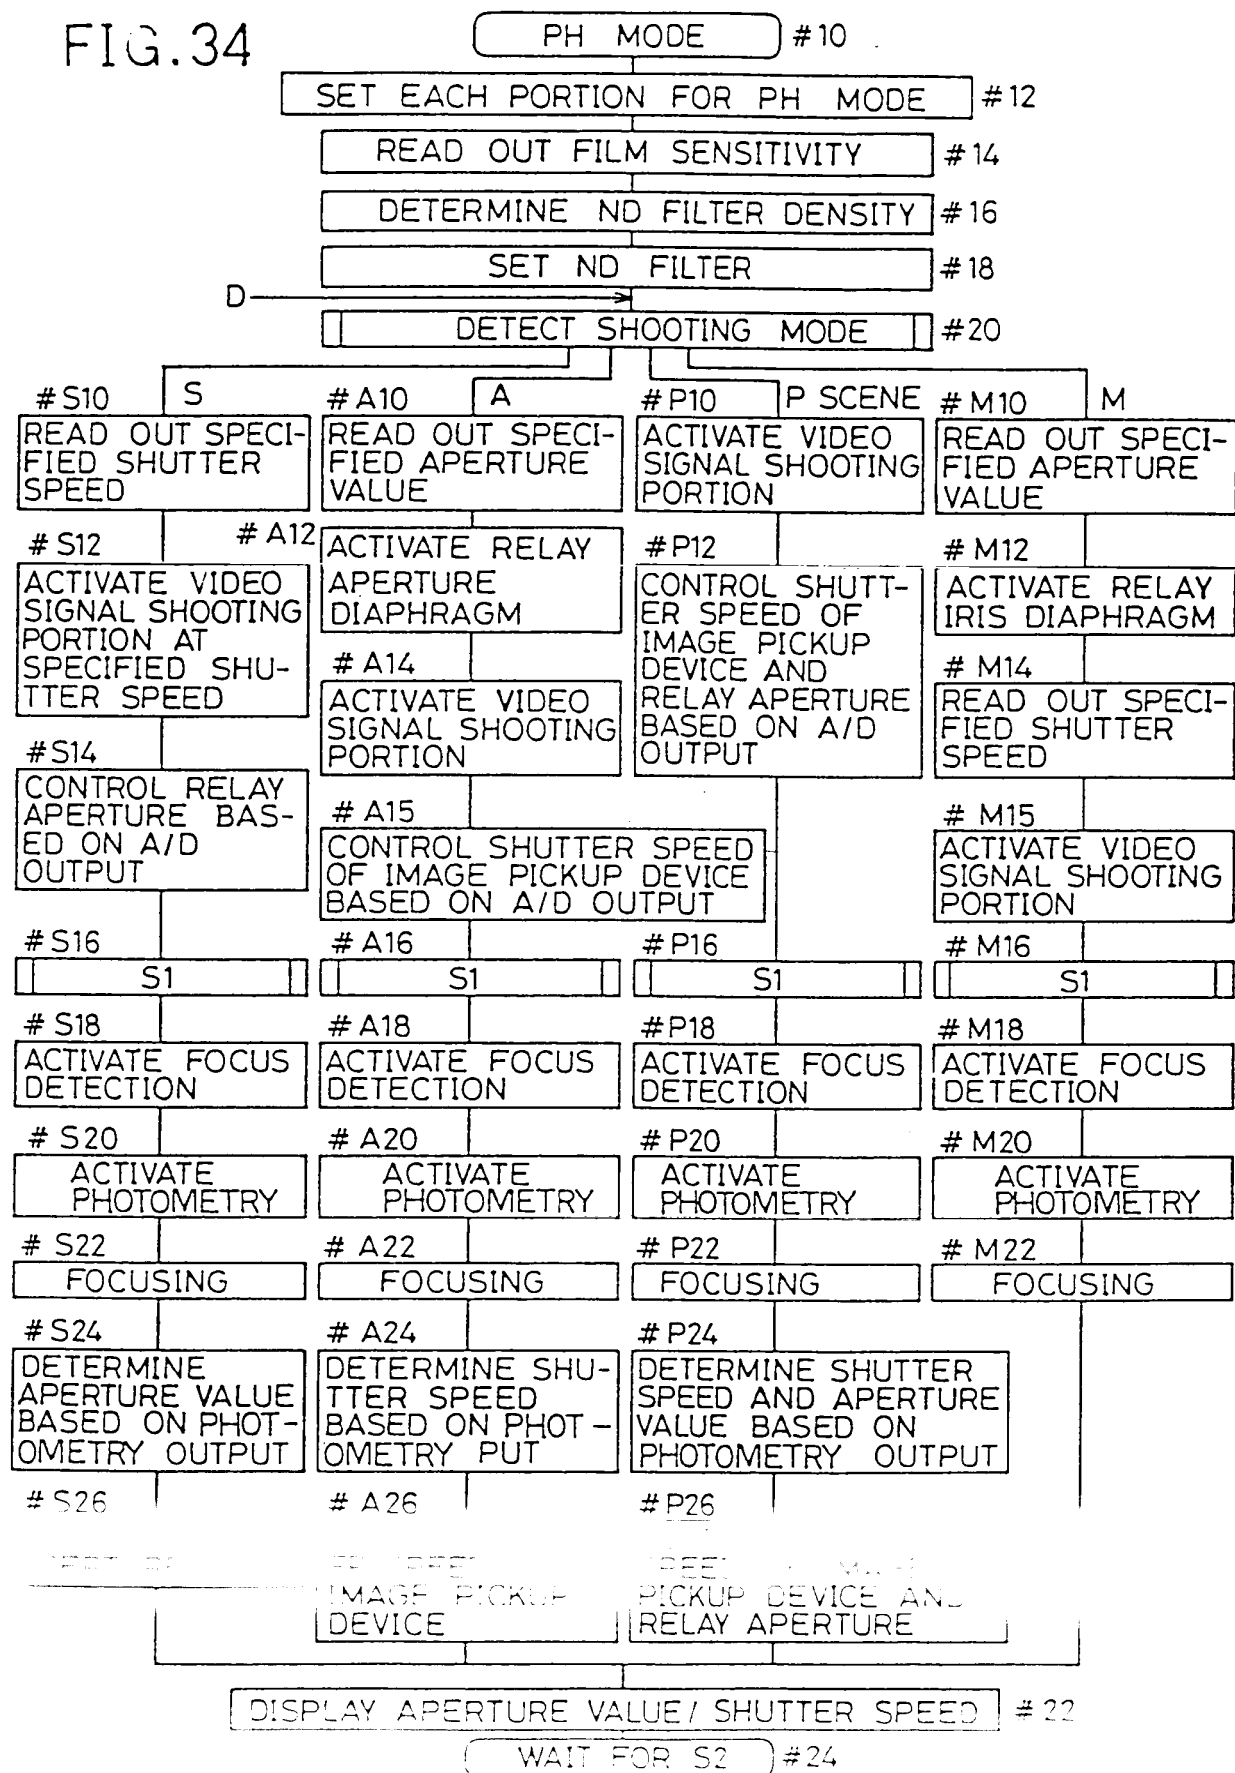 FIG.34
PH MODE
#10
SET EACH PORTION FOR PH MODE
#12
READ OUT FILM SENSITIVITY
#14
DETERMINE ND FILTER DENSITY
#16
SET ND FILTER
#18
D
DETECT SHOOTING MODE
#20
#S10
S
READ OUT SPECI-
FIED SHUTTER
SPEED
#S12
ACTIVATE VIDEO
SIGNAL SHOOTING
PORTION AT
SPECIFIED SHU-
TTER SPEED
#S14
CONTROL RELAY
APERTURE BAS-
ED ON A/D
OUTPUT
#S16
S1
#S18
ACTIVATE FOCUS
DETECTION
#S20
ACTIVATE
PHOTOMETRY
#S22
FOCUSING
#S24
DETERMINE
APERTURE VALUE
BASED ON PHOT-
OMETRY OUTPUT
#S26
#A10
A
READ OUT SPECI-
FIED APERTURE
VALUE
#A12
ACTIVATE RELAY
APERTURE
DIAPHRAGM
#A14
ACTIVATE VIDEO
SIGNAL SHOOTING
PORTION
#A15
CONTROL SHUTTER SPEED
OF IMAGE PICKUP DEVICE
BASED ON A/D OUTPUT
#A16
S1
#A18
ACTIVATE FOCUS
DETECTION
#A20
ACTIVATE
PHOTOMETRY
#A22
FOCUSING
#A24
DETERMINE SHU-
TTER SPEED
BASED ON PHOT-
OMETRY PUT
#A26
IMAGE PICKUP
DEVICE
#P10
P SCENE
ACTIVATE VIDEO
SIGNAL SHOOTING
PORTION
#P12
CONTROL SHUTT-
ER SPEED OF
IMAGE PICKUP
DEVICE AND
RELAY APERTURE
BASED ON A/D
OUTPUT
#P16
S1
#P18
ACTIVATE FOCUS
DETECTION
#P20
ACTIVATE
PHOTOMETRY
#P22
FOCUSING
#P24
DETERMINE SHUTTER
SPEED AND APERTURE
VALUE BASED ON
PHOTOMETRY OUTPUT
#P26
PICKUP DEVICE AND
RELAY APERTURE
#M10
M
READ OUT SPECI-
FIED APERTURE
VALUE
#M12
ACTIVATE RELAY
IRIS DIAPHRAGM
#M14
READ OUT SPECI-
FIED SHUTTER
SPEED
#M15
ACTIVATE VIDEO
SIGNAL SHOOTING
PORTION
#M16
S1
#M18
ACTIVATE FOCUS
DETECTION
#M20
ACTIVATE
PHOTOMETRY
#M22
FOCUSING
DISPLAY APERTURE VALUE/ SHUTTER SPEED
#22
WAIT FOR S2
#24